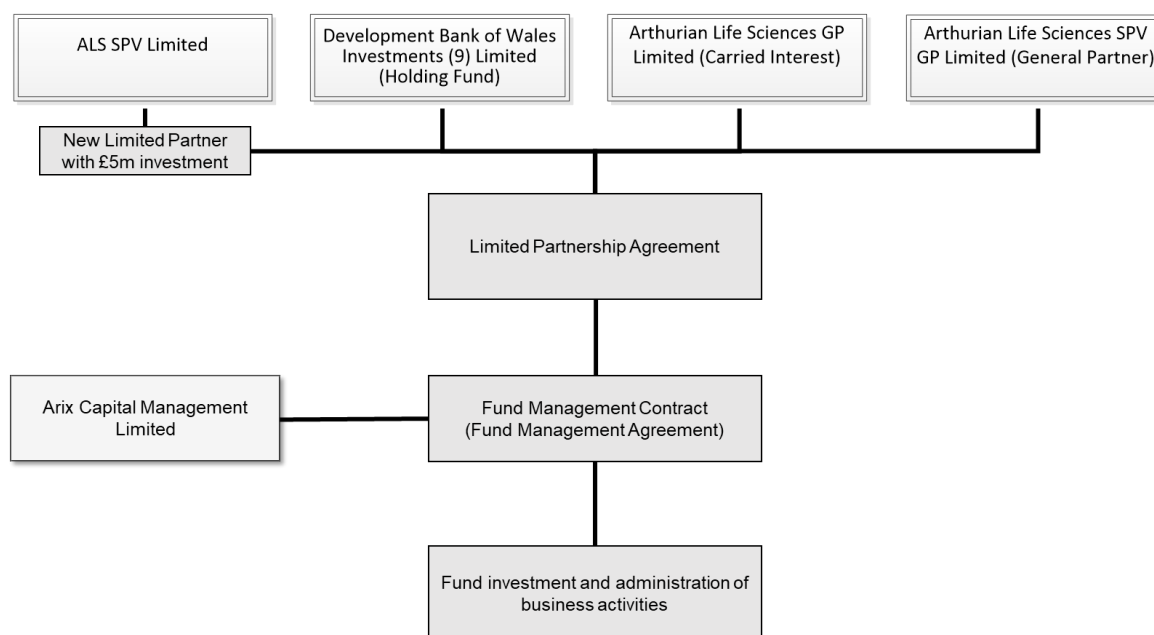 ALS SPV Limited
Development Bank of Wales
Investments (9) Limited
(Holding Fund)
Arthurian Life Sciences GP
Limited (Carried Interest)
Arthurian Life Sciences SPV
GP Limited (General Partner)
New Limited Partner
with £5m investment
Limited Partnership Agreement
Arix Capital Management
Limited
Fund Management Contract
(Fund Management Agreement)
Fund investment and administration of
business activities